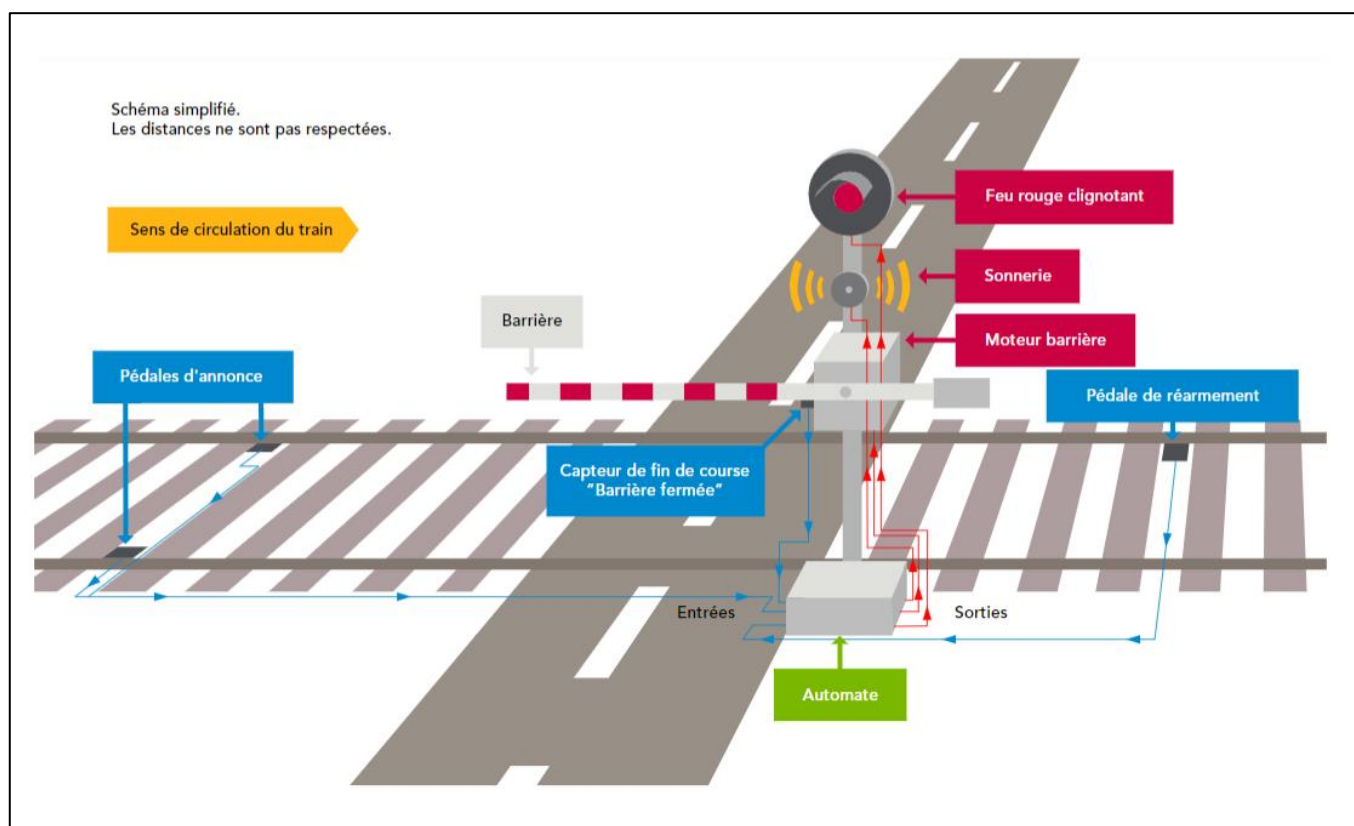 Schéma simplifié.
Les distances ne sont pas respectées.
Feu rouge clignotant
Sens de circulation du train
Sonnerie
Barrière
Moteur barrière
Pédales d'annonce
Pédale de réarmement
Capteur de fin de course
"Barrière fermée"
Entrées
Sorties
Automate